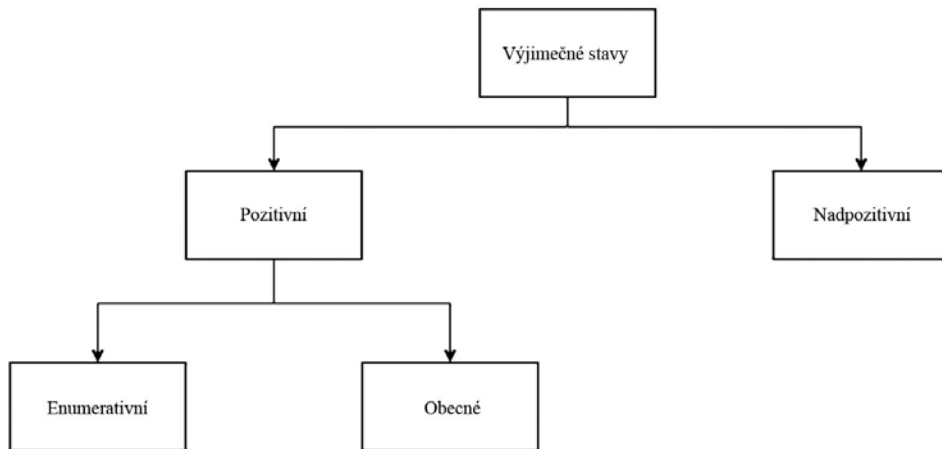 Výjimečné stavy
Pozitivní
Nadpozitivní
Enumerativní
Obecné